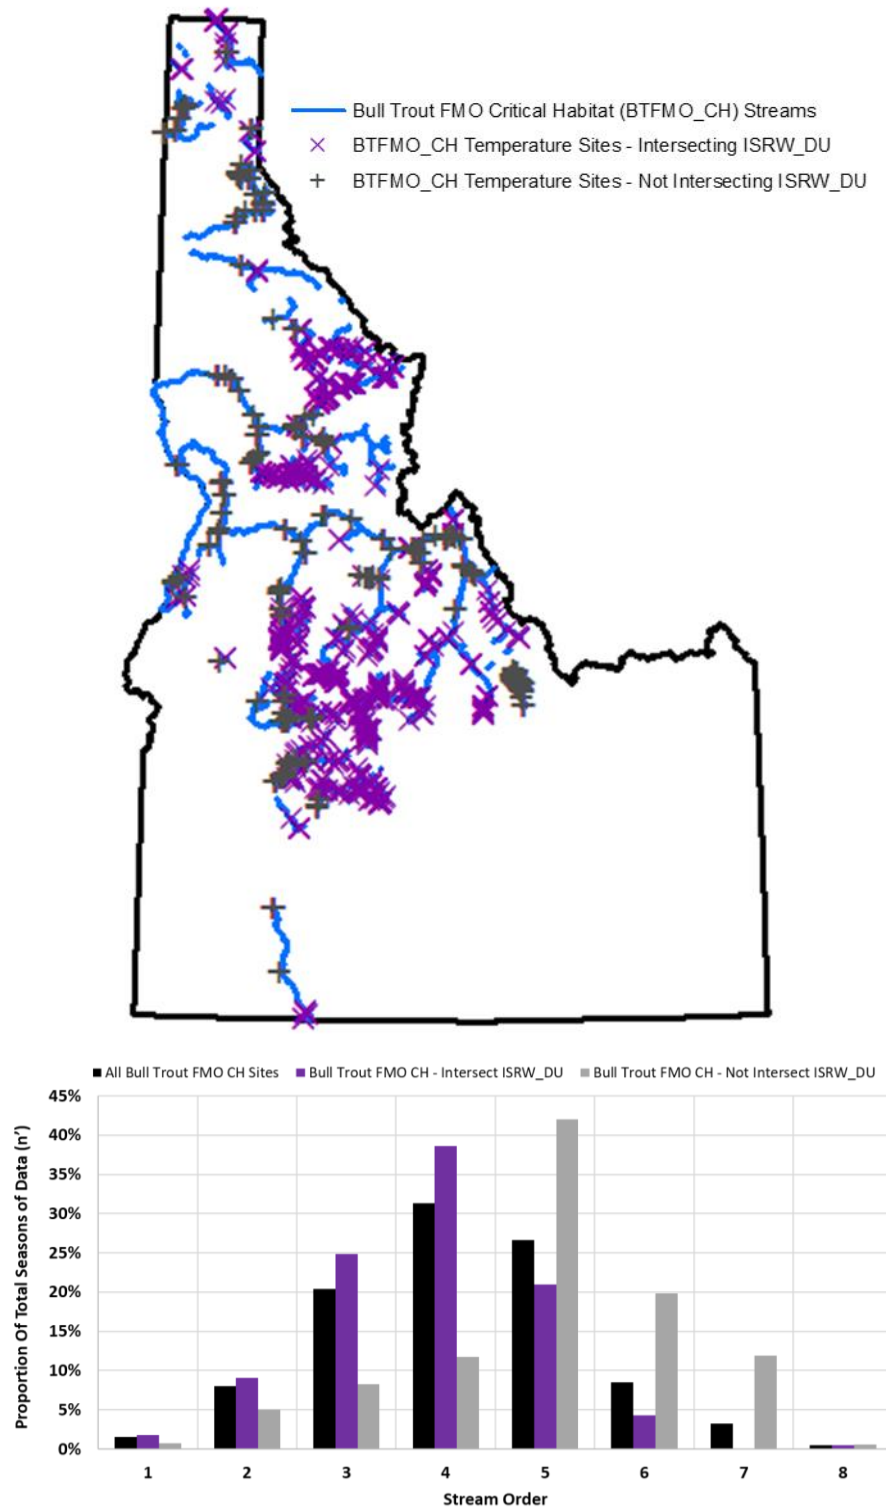 Bull Trout FMO Critical Habitat (BTFMO_CH) Streams
BTFMO_CH Temperature Sites - Intersecting ISRW_DU
BTFMO_CH Temperature Sites - Not Intersecting ISRW_DU
All Bull Trout FMO CH Sites
Bull Trout FMO CH - Intersect ISRW_DU
Bull Trout FMO CH - Not Intersect ISRW_DU
45%
40%
35%
30%
25%
20%
15%
10%
5%
0%
Proportion Of Total Seasons of Data (n')
1 2 3 4 5 6 7 8
Stream Order